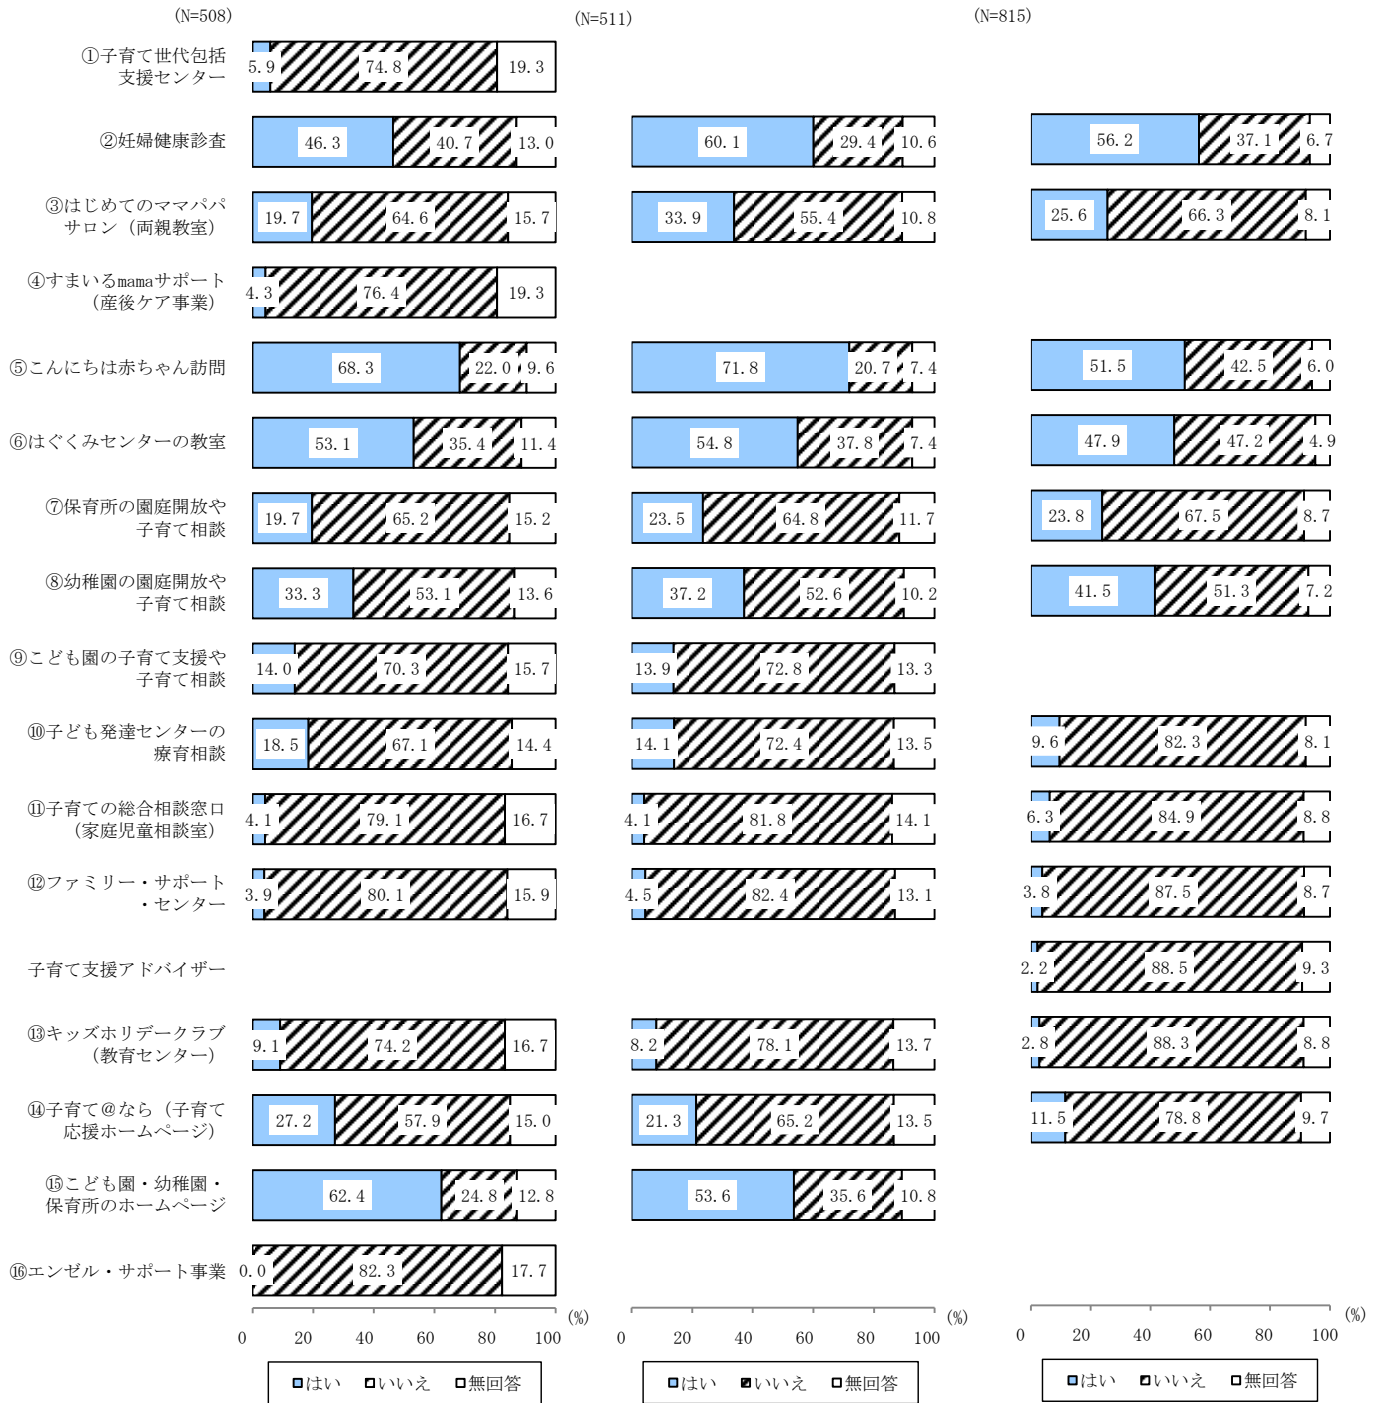 (N=508)
(N=511)
(N=815)
①子育て世代包括
支援センター
5.9 74.8 19.3
②妊婦健康診査
46.3 40.7 13.0
60.1 29.4 10.6
56.2 37.1 6.7
③はじめてのママパパ
サロン（両親教室）
19.7 64.6 15.7
33.9 55.4 10.8
25.6 66.3 8.1
④すまいるmamaサポート
（産後ケア事業）
4.3 76.4 19.3
⑤こんにちは赤ちゃん訪問
68.3 22.0 9.6
71.8 20.7 7.4
51.5 42.5 6.0
⑥はぐくみセンターの教室
53.1 35.4 11.4
54.8 37.8 7.4
47.9 47.2 4.9
⑦保育所の園庭開放や
子育て相談
19.7 65.2 15.2
23.5 64.8 11.7
23.8 67.5 8.7
⑧幼稚園の園庭開放や
子育て相談
33.3 53.1 13.6
37.2 52.6 10.2
41.5 51.3 7.2
⑨こども園の子育て支援や
子育て相談
14.0 70.3 15.7
13.9 72.8 13.3
⑩子ども発達センターの
療育相談
18.5 67.1 14.4
14.1 72.4 13.5
9.6 82.3 8.1
⑪子育ての総合相談窓口
（家庭児童相談室）
4.1 79.1 16.7
4.1 81.8 14.1
6.3 84.9 8.8
⑫ファミリー・サポート
・センター
3.9 80.1 15.9
4.5 82.4 13.1
3.8 87.5 8.7
子育て支援アドバイザー
2.2 88.5 9.3
⑬キッズホリデークラブ
（教育センター）
9.1 74.2 16.7
8.2 78.1 13.7
2.8 88.3 8.8
⑭子育て＠なら（子育て
応援ホームページ）
27.2 57.9 15.0
21.3 65.2 13.5
11.5 78.8 9.7
⑮こども園・幼稚園・
保育所のホームページ
62.4 24.8 12.8
53.6 35.6 10.8
⑯エンゼル・サポート事業
0.0 82.3 17.7
0 20 40 60 80 100 (%)
0 20 40 60 80 100 (%)
0 20 40 60 80 100 (%)
はい いいえ 無回答
はい いいえ 無回答
はい いいえ 無回答